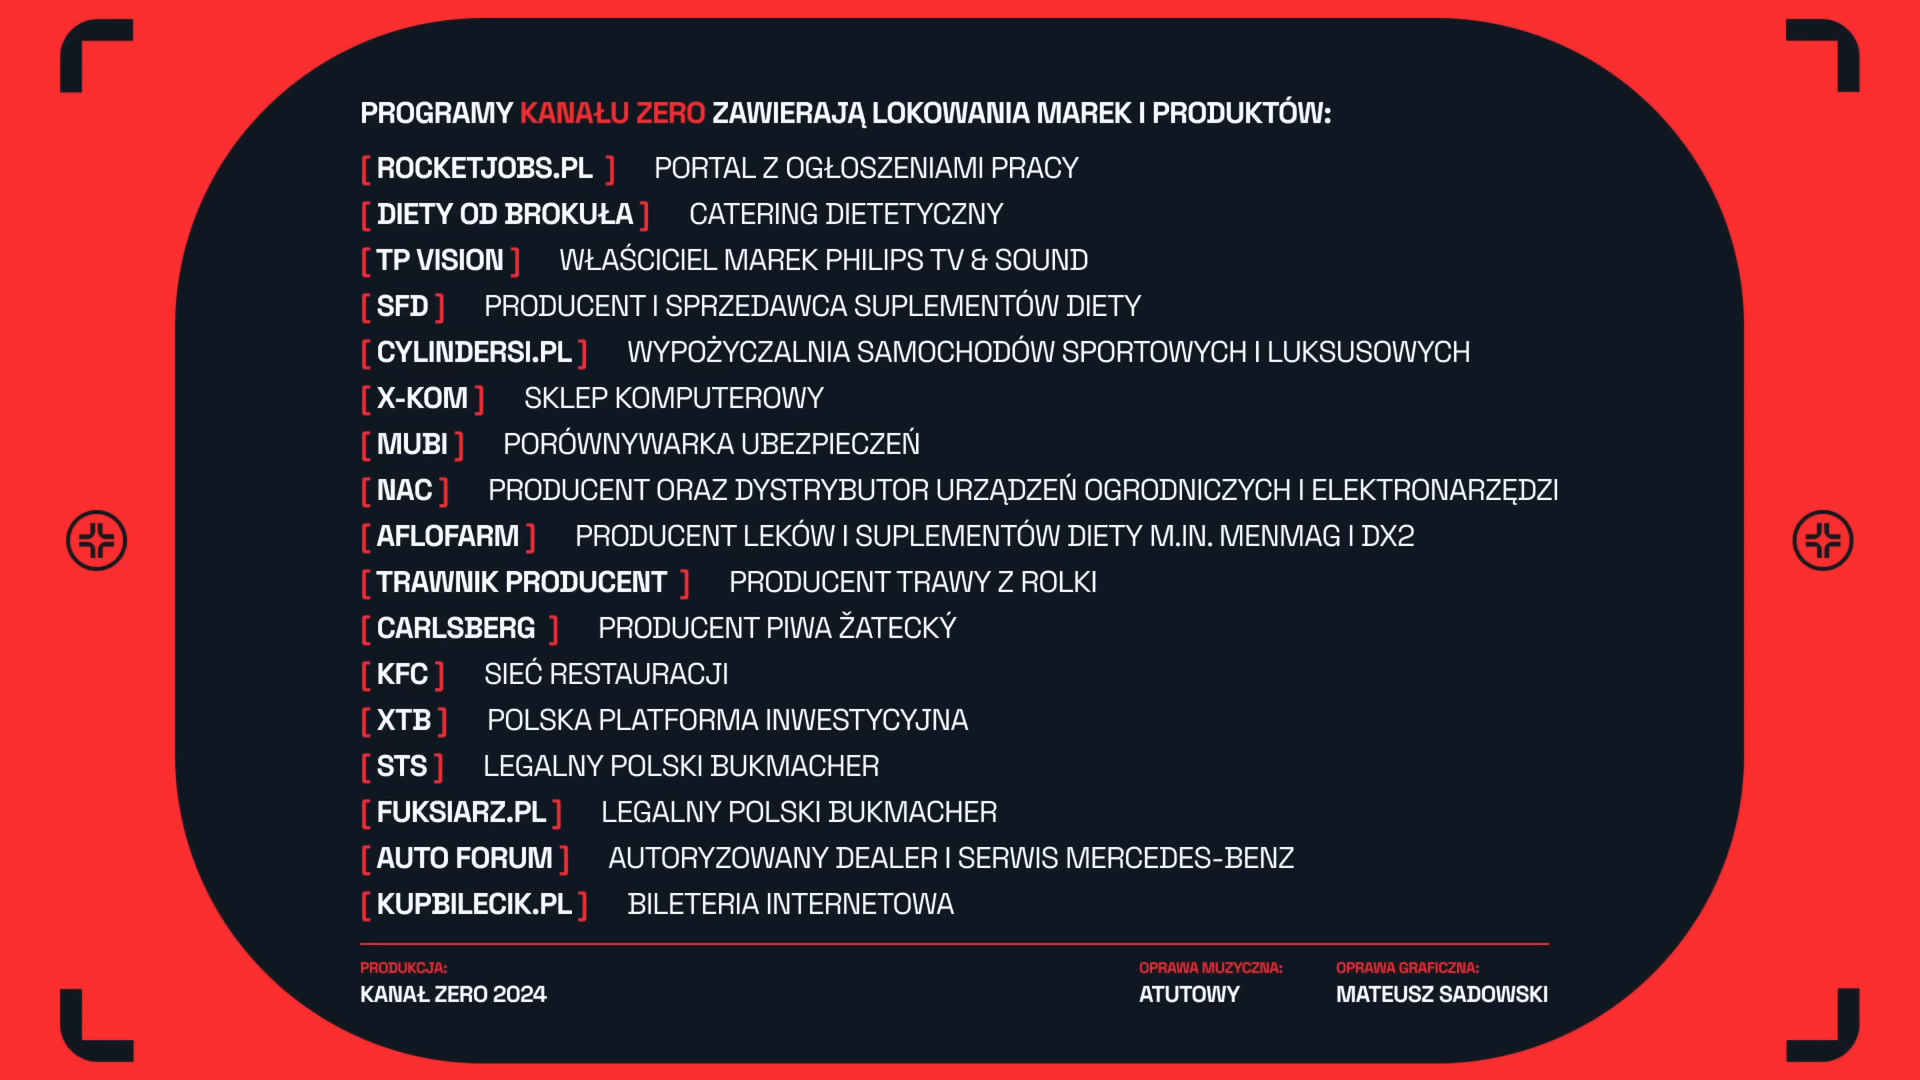 PROGRAMY KANAŁU ZERO ZAWIERAJĄ LOKOWANIA MAREK I PRODUKTÓW:
[ ROCKETJOBS.PL ] PORTAL Z OGŁOSZENIAMI PRACY
[ DIETY OD BROKUŁA ] CATERING DIETETYCZNY
[ TP VISION ] WŁAŚCICIEL MAREK PHILIPS TV & SOUND
[ SFD ] PRODUCENT I SPRZEDAWCA SUPLEMENTÓW DIETY
[ CYLINDERSI.PL ] WYPOŻYCZALNIA SAMOCHODÓW SPORTOWYCH I LUKSUSOWYCH
[ X-KOM ] SKLEP KOMPUTEROWY
[ MUBI ] PORÓWNYWARKA UBEZPIECZEŃ
[ NAC ] PRODUCENT ORAZ DYSTRYBUTOR URZĄDZEŃ OGRODNICZYCH I ELEKTRONARZĘDZI
[ AFLOFARM ] PRODUCENT LEKÓW I SUPLEMENTÓW DIETY M.IN. MENMAG I DX2
[ TRAWNIK PRODUCENT ] PRODUCENT TRAWY Z ROLKI
[ CARLSBERG ] PRODUCENT PIWA ŽATECKÝ
[ KFC ] SIEĆ RESTAURACJI
[ XTB ] POLSKA PLATFORMA INWESTYCYJNA
[ STS ] LEGALNY POLSKI BUKMACHER
[ FUKSIARZ.PL ] LEGALNY POLSKI BUKMACHER
[ AUTO FORUM ] AUTORYZOWANY DEALER I SERWIS MERCEDES-BENZ
[ KUPBILECIK.PL ] BILETERIA INTERNETOWA
PRODUKCJA:
KANAŁ ZERO 2024
OPRAWA MUZYCZNA:
ATUTOWY
OPRAWA GRAFICZNA:
MATEUSZ SADOWSKI